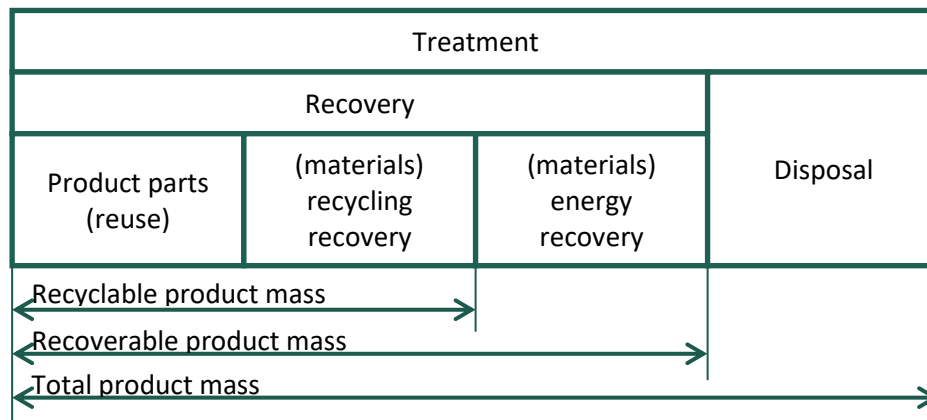 Treatment
Recovery
Product parts
(reuse)
(materials)
recycling
recovery
(materials)
energy
recovery
Disposal
Recyclable product mass
Recoverable product mass
Total product mass